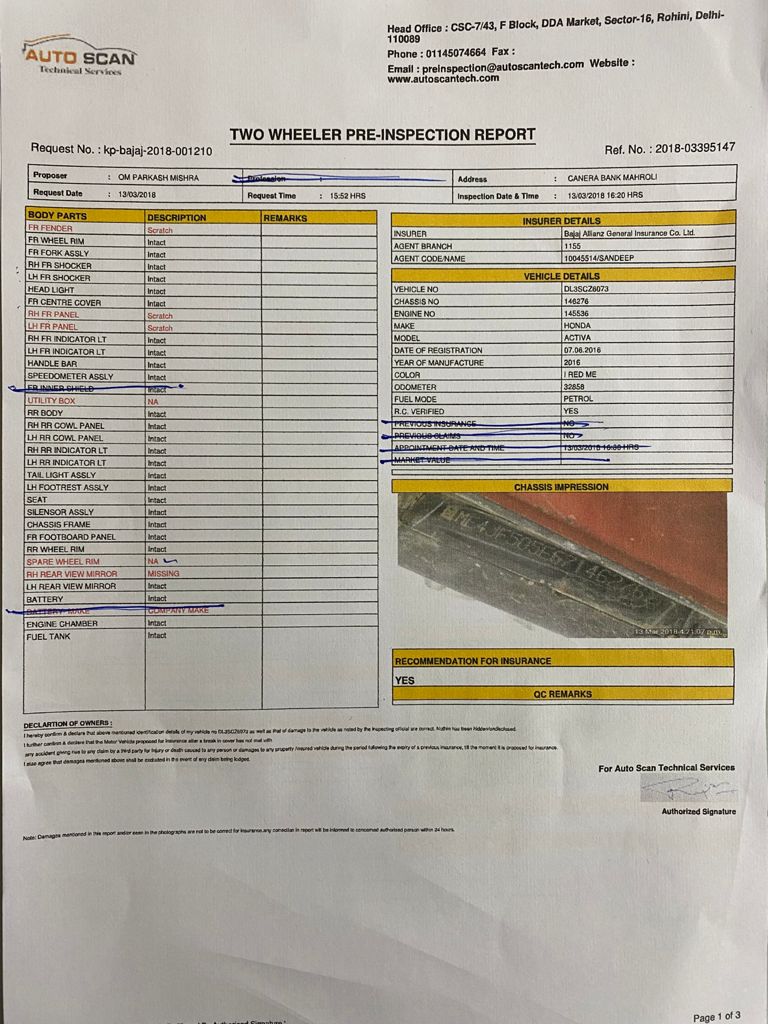 AUTO SCAN
Technical Services
Head Office : CSC-7/43, F Block, DDA Market, Sector-16, Rohini, Delhi-
110089
Phone : 01145074664 Fax :
Email : preinspection@autoscantech.com Website :
www.autoscantech.com
TWO WHEELER PRE-INSPECTION REPORT
Request No. : kp-bajaj-2018-001210
Ref. No. : 2018-03395147
Proposer : OM PARKASH MISHRA Profession : Address : CANERA BANK MAHROLI
Request Date : 13/03/2018 Request Time : 15:52 HRS Inspection Date & Time : 13/03/2018 16:20 HRS
BODY PARTS DESCRIPTION REMARKS
FR FENDER Scratch
FR WHEEL RIM Intact
FR FORK ASSLY Intact
RH FR SHOCKER Intact
LH FR SHOCKER Intact
HEAD LIGHT Intact
FR CENTRE COVER Intact
RH FR PANEL Scratch
LH FR PANEL Scratch
RH FR INDICATOR LT Intact
LH FR INDICATOR LT Intact
HANDLE BAR Intact
SPEEDOMETER ASSLY Intact
FR INNER SHIELD Intact
UTILITY BOX NA
RR BODY Intact
RH RR COWL PANEL Intact
LH RR COWL PANEL Intact
RH RR INDICATOR LT Intact
LH RR INDICATOR LT Intact
TAIL LIGHT ASSLY Intact
LH FOOTREST ASSLY Intact
SEAT Intact
SILENSOR ASSLY Intact
CHASSIS FRAME Intact
FR FOOTBOARD PANEL Intact
RR WHEEL RIM Intact
SPARE WHEEL RIM NA
RH REAR VIEW MIRROR MISSING
LH REAR VIEW MIRROR Intact
BATTERY Intact
BATTERY MAKE COMPANY MAKE
ENGINE CHAMBER Intact
FUEL TANK Intact
INSURER DETAILS
INSURER Bajaj Allianz General Insurance Co. Ltd.
AGENT BRANCH 1155
AGENT CODE/NAME 10045514/SANDEEP
VEHICLE DETAILS
VEHICLE NO DL3SCZ6073
CHASSIS NO 146276
ENGINE NO 145536
MAKE HONDA
MODEL ACTIVA
DATE OF REGISTRATION 07.06.2016
YEAR OF MANUFACTURE 2016
COLOR I RED ME
ODOMETER 32858
FUEL MODE PETROL
R.C. VERIFIED YES
PREVIOUS INSURANCE NO
PREVIOUS CLAIMS NO
APPOINTMENT DATE AND TIME 13/03/2018 16:30 HRS
MARKET VALUE
CHASSIS IMPRESSION
13 Mar 2018 4:21:07 p.m.
RECOMMENDATION FOR INSURANCE
YES
QC REMARKS
DECLARTION OF OWNERS :
I hereby confirm & declare that above mentioned identification details of my vehicle no DL3SCZ6073 as well as that of damage to the vehicle as noted by the inspecting official are correct. Nothin has been hidden/undisclosed.
I further confirm & declare that the Motor Vehicle proposed for insurance after a break in cover has not met with
any accident giving rise to any claim by a third party for injury or death caused to any person or damages to any property /insured vehicle during the period following the expiry of a previous insurance, till the moment it is proposed for insurance.
I also agree that damages mentioned above shall be excluded in the event of any claim being lodged.
For Auto Scan Technical Services
Authorized Signature
Note: Damages mentioned in this report and/or seen in the photographs are not to be correct for insurance,any correction in report will be informed to concerned authorised person within 24 hours.
Page 1 of 3